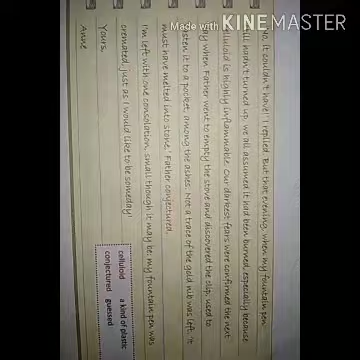 Made with KINEMASTER
No, it couldn't have!' I replied. But that evening, when my fountain pen
still hadn't turned up, we all assumed it had been burned, especially because
celluloid is highly inflammable. Our darkest fears were confirmed the next
day when Father went to empty the stove and discovered the clip, used to
fasten it to a pocket, among the ashes. Not a trace of the gold nib was left. 'It
must have melted into stone,' Father conjectured.
I'm left with one consolation, small though it may be: my fountain pen was
cremated, just as I would like to be someday!
Yours,
Anne
celluloid a kind of plastic
conjectured guessed